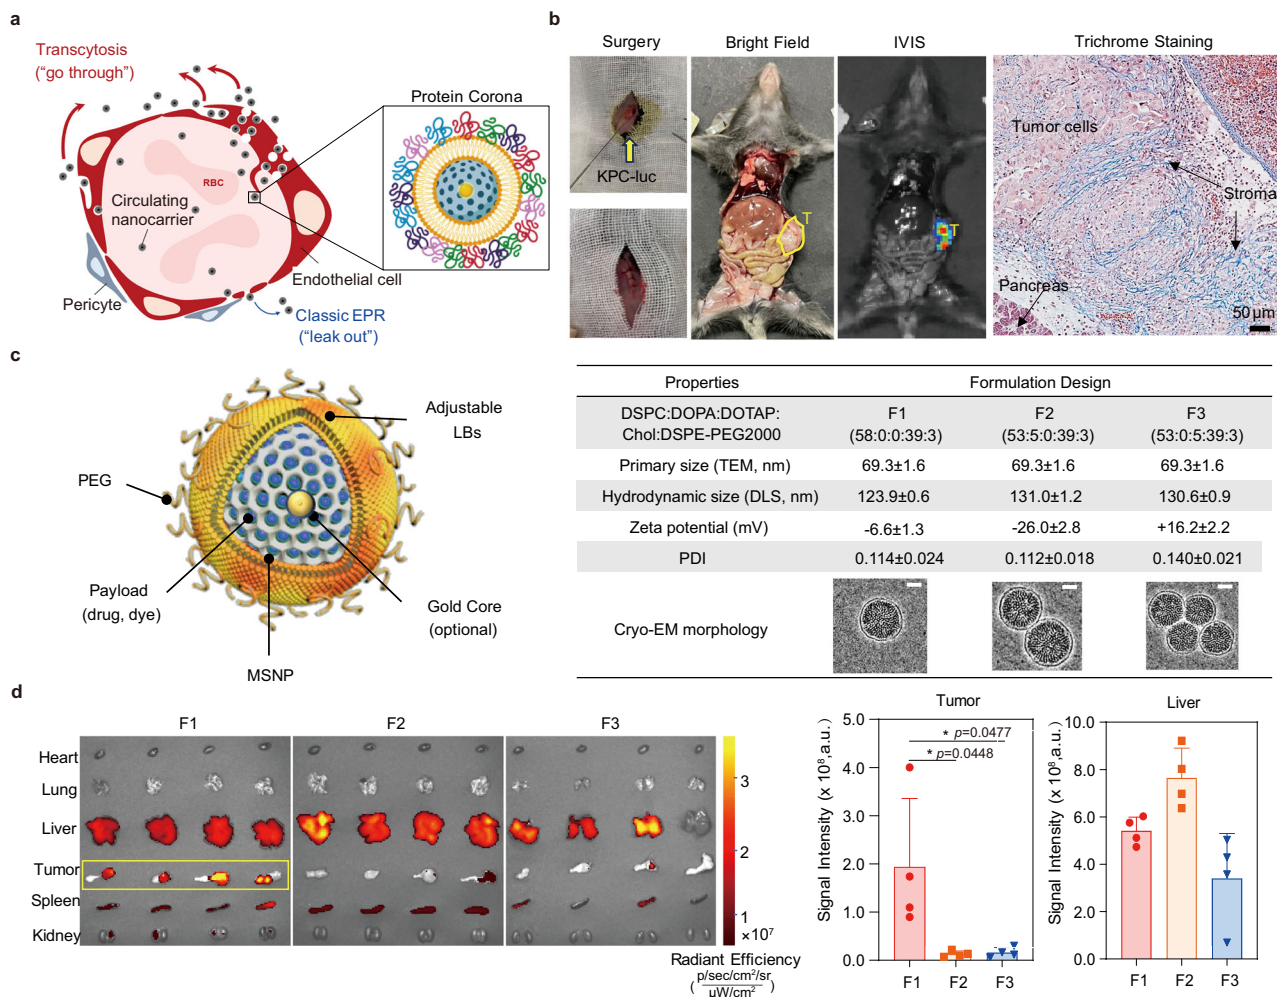 a
Transcytosis
(“go through”)
RBC
Circulating
nanocarrier
Pericyte
Endothelial cell
Classic EPR
(“leak out”)
Protein Corona
b
Surgery
Bright Field
IVIS
Trichrome Staining
KPC-luc
T
T
Tumor cells
Stroma
Pancreas
50 μm
c
Adjustable
LBs
PEG
Payload
(drug, dye)
MSNP
Gold Core
(optional)
Properties Formulation Design
DSPC:DOPA:DOTAP:
Chol:DSPE-PEG2000
F1 F2 F3
(58:0:0:39:3) (53:5:0:39:3) (53:0:5:39:3)
Primary size (TEM, nm) 69.3±1.6 69.3±1.6 69.3±1.6
Hydrodynamic size (DLS, nm) 123.9±0.6 131.0±1.2 130.6±0.9
Zeta potential (mV) -6.6±1.3 -26.0±2.8 +16.2±2.2
PDI 0.114±0.024 0.112±0.018 0.140±0.021
Cryo-EM morphology
d
F1 F2 F3
Heart
Lung
Liver
Tumor
Spleen
Kidney
3
2
1
×10⁷
Radiant Efficiency
(p/sec/cm²/sr
μW/cm²)
Tumor
Signal Intensity (x 10⁸,a.u.)
5.0
4.0
3.0
2.0
1.0
0.0
* p=0.0477
* p=0.0448
F1 F2 F3
Liver
Signal Intensity (x 10⁸,a.u.)
10.0
8.0
6.0
4.0
2.0
0.0
F1 F2 F3